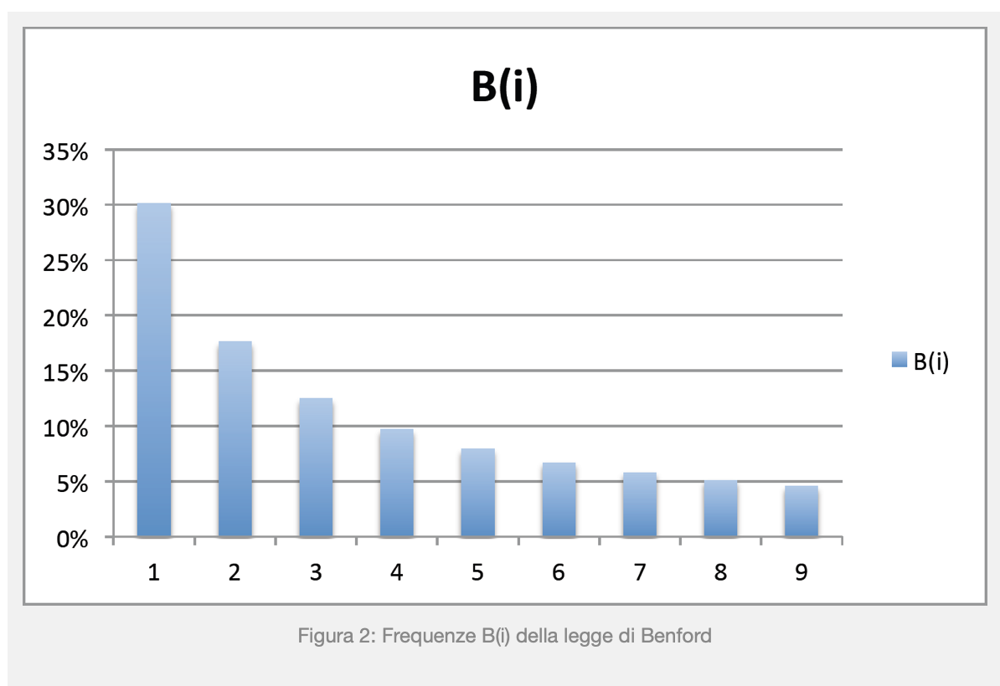 B(i)
35%
30%
25%
20%
15%
10%
5%
0%
1 2 3 4 5 6 7 8 9
B(i)
Figura 2: Frequenze B(i) della legge di Benford